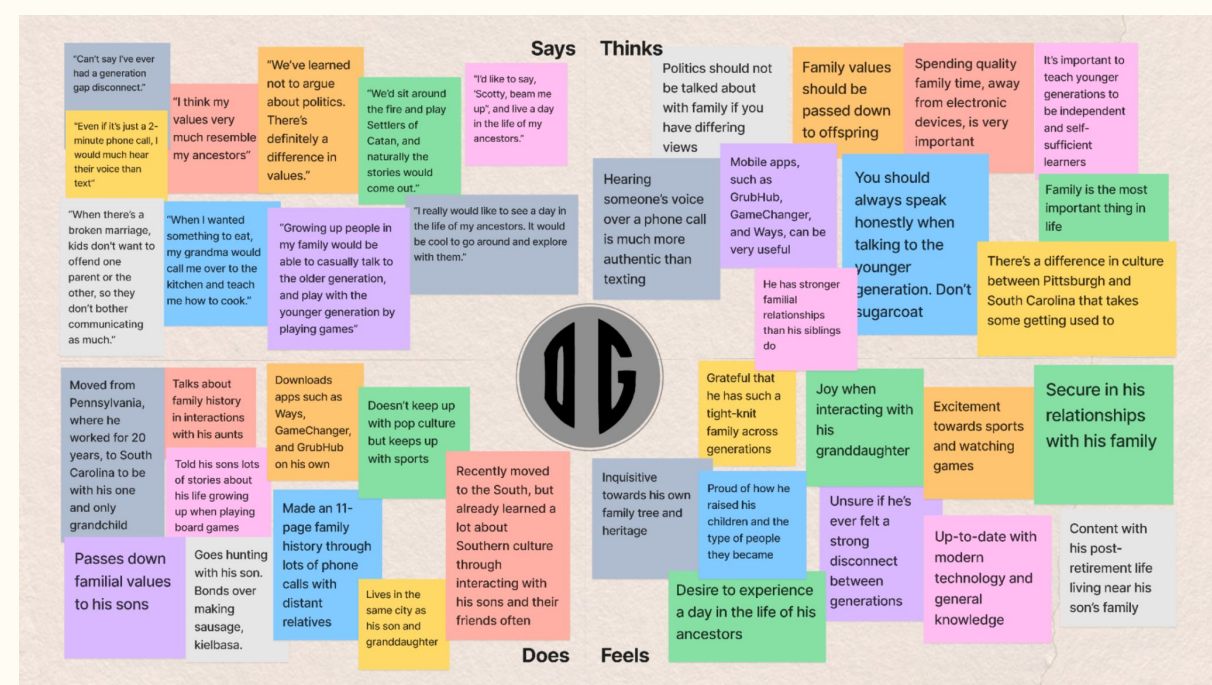 Says
Thinks
"Can't say I've ever
had a generation
gap disconnect."
"Even if it's just a 2-
minute phone call, I
would much hear
their voice than
text"
"I think my
values very
much resemble
my ancestors"
"We've learned
not to argue
about politics.
There's
definitely a
difference in
values."
"We'd sit around
the fire and play
Settlers of
Catan, and
naturally the
stories would
come out."
"I'd like to say,
'Scotty, beam me
up", and live a day
in the life of my
ancestors."
"When there's a
broken marriage,
kids don't want to
offend one
parent or the
other, so they
don't bother
communicating
as much."
"When I wanted
something to eat,
my grandma would
call me over to the
kitchen and teach
me how to cook."
"Growing up people in
my family would be
able to casually talk to
the older generation,
and play with the
younger generation by
playing games"
"I really would like to see a day in
the life of my ancestors. It would
be cool to go around and explore
with them."
Politics should not
be talked about
with family if you
have differing
views
Family values
should be
passed down
to offspring
Spending quality
family time, away
from electronic
devices, is very
important
It's important to
teach younger
generations to
be independent
and self-
sufficient
learners
Hearing
someone's voice
over a phone call
is much more
authentic than
texting
Mobile apps,
such as
GrubHub,
GameChanger,
and Ways, can be
very useful
You should
always speak
honestly when
talking to the
younger
generation. Don't
sugarcoat
Family is the most
important thing in
life
There's a difference in culture
between Pittsburgh and
South Carolina that takes
some getting used to
He has stronger
familial
relationships
than his siblings
do
OG
Moved from
Pennsylvania,
where he
worked for 20
years, to South
Carolina to be
with his one
and only
grandchild
Talks about
family history
in interactions
with his aunts
Told his sons lots
of stories about
his life growing
up when playing
board games
Downloads
apps such as
Ways,
GameChanger,
and GrubHub
on his own
Doesn't keep up
with pop culture
but keeps up
with sports
Recently moved
to the South, but
already learned a
lot about
Southern culture
through
interacting with
his sons and their
friends often
Passes down
familial values
to his sons
Goes hunting
with his son.
Bonds over
making
sausage,
kielbasa.
Made an 11-
page family
history through
lots of phone
calls with
distant
relatives
Lives in the
same city as
his son and
granddaughter
Grateful that
he has such a
tight-knit
family across
generations
Joy when
interacting with
his
granddaughter
Excitement
towards sports
and watching
games
Secure in his
relationships
with his family
Inquisitive
towards his own
family tree and
heritage
Proud of how he
raised his
children and the
type of people
they became
Unsure if he's
ever felt a
strong
disconnect
between
generations
Up-to-date with
modern
technology and
general
knowledge
Content with
his post-
retirement life
living near his
son's family
Desire to experience
a day in the life of his
ancestors
Does
Feels